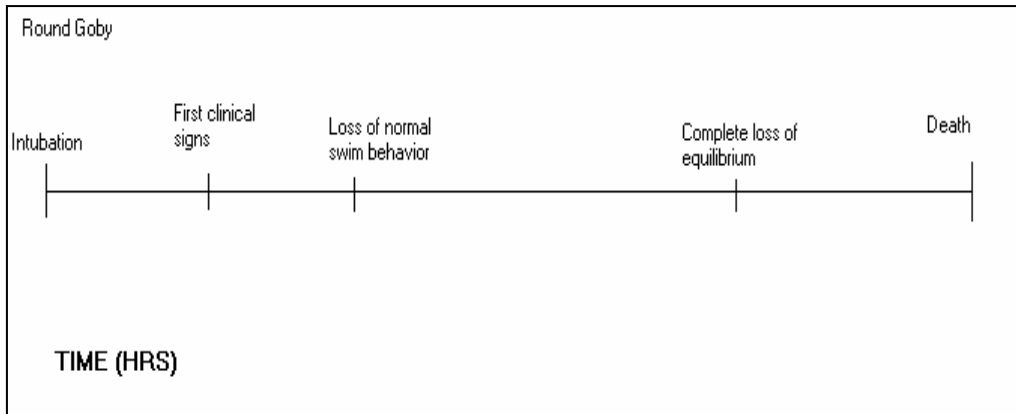 Round Goby
Intubation
First clinical
signs
Loss of normal
swim behavior
Complete loss of
equilibrium
Death
TIME (HRS)